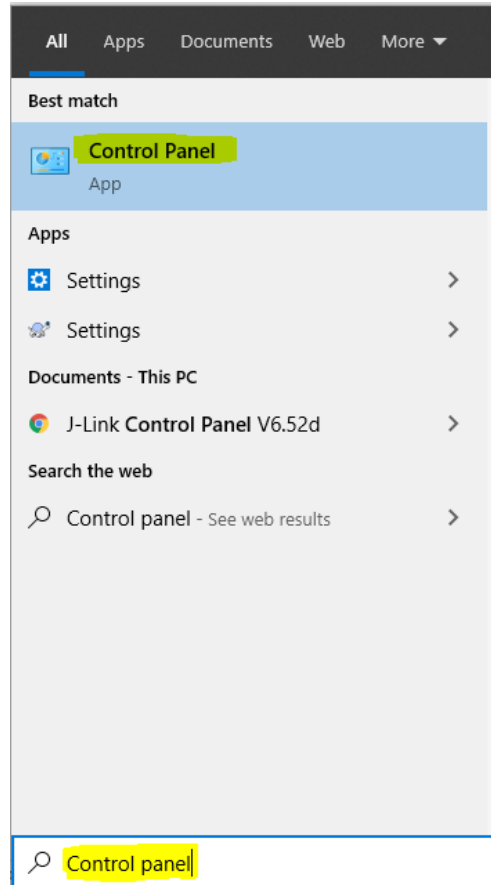 All Apps Documents Web More
Best match
Control Panel
App
Apps
Settings
Settings
Documents - This PC
J-Link Control Panel V6.52d
Search the web
Control panel - See web results
Control panel